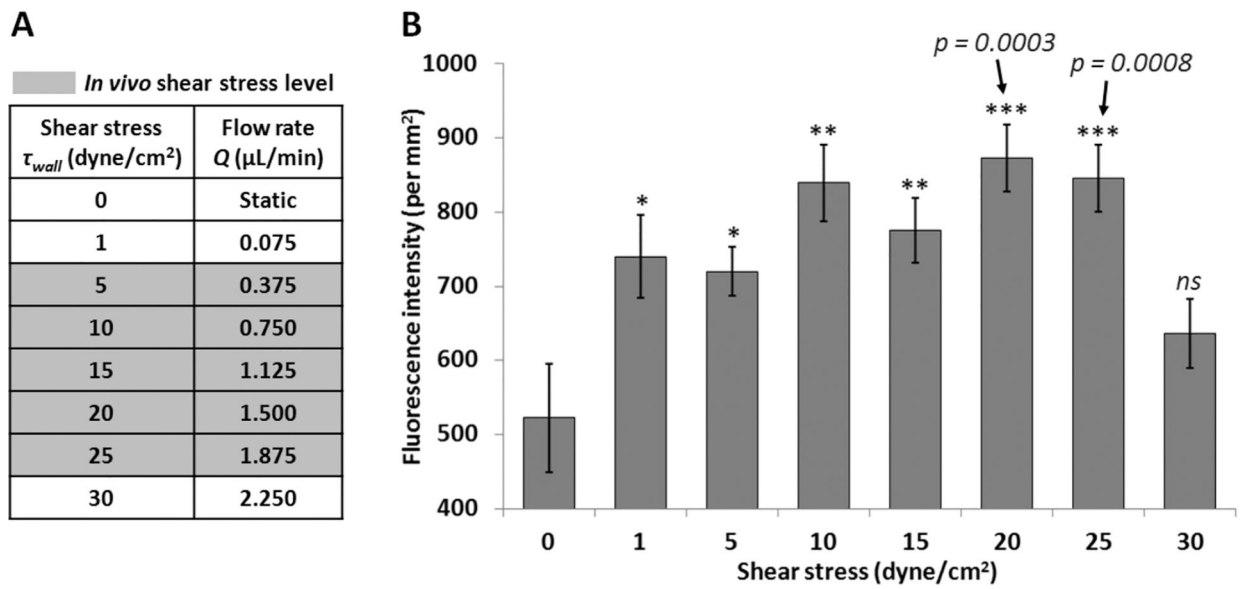 A
In vivo shear stress level
Shear stress τwall (dyne/cm²) Flow rate Q (µL/min)
0 Static
1 0.075
5 0.375
10 0.750
15 1.125
20 1.500
25 1.875
30 2.250
B
p = 0.0003
p = 0.0008
1000
900
800
700
600
500
400
Fluorescence intensity (per mm²)
*
*
**
**
***
***
ns
0 1 5 10 15 20 25 30
Shear stress (dyne/cm²)